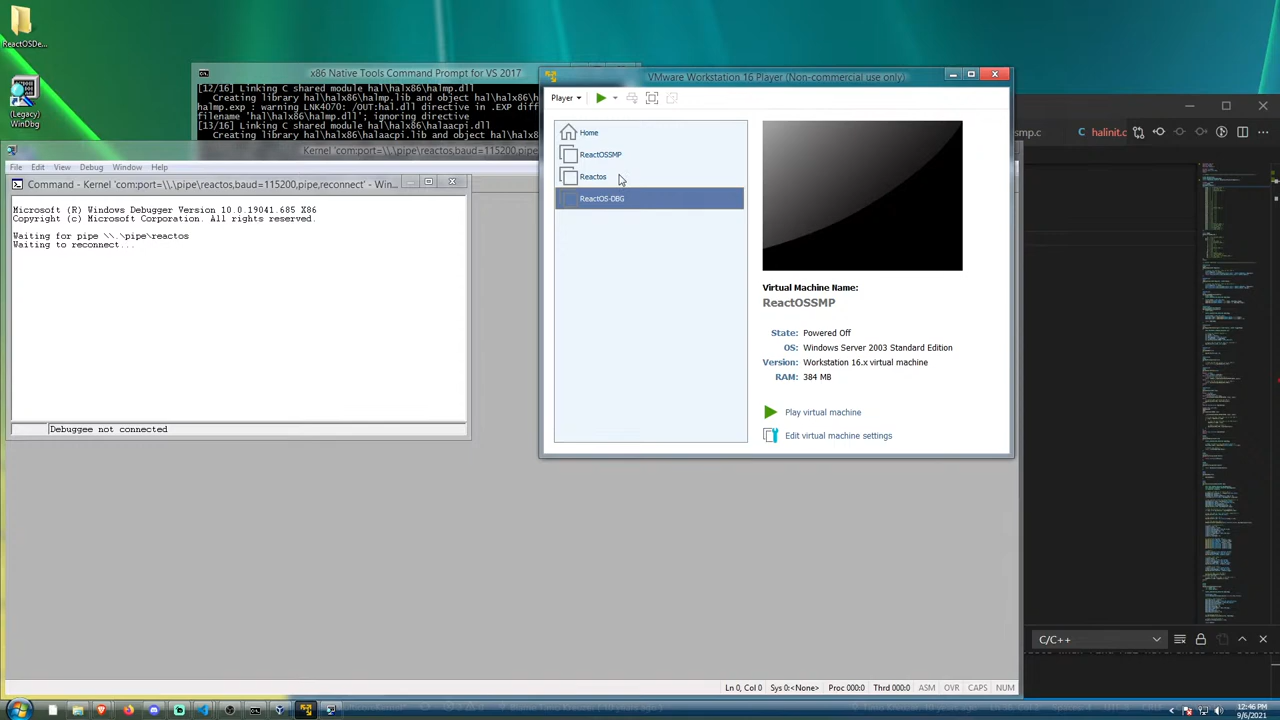 ReactOSDe...
(Legacy)
WinDbg
x86 Native Tools Command Prompt for VS 2017
[12/16] Linking C shared module hal\halx86\halmp.dll
Creating library hal\halx86\halmp.lib and object hal\halx86\
halmp.exp : warning LNK4070: /OUT:hal.dll directive in .EXP diff
filename 'hal\halx86\halmp.dll'; ignoring directive
[13/16] Linking C shared module hal\halx86\halaacpi.dll
Creating library hal\halx86\halaacpi.lib and object hal\halx
Kernel 'com:port=\\.\pipe\reactos,baud=115200,
File Edit View Debug Window Help
Command - Kernel 'com:port=\\.\pipe\reactos,baud=115200,pipe,reconnect' - Win...
Microsoft (R) Windows Debugger Version 10.0.19041.685 X86
Copyright (c) Microsoft Corporation. All rights reserved.
Waiting for pipe \\.\pipe\reactos
Waiting to reconnect...
Debuggee not connected
VMware Workstation 16 Player (Non-commercial use only)
Player
Home
ReactOSSMP
Reactos
ReactOS-DBG
Virtual Machine Name:
ReactOSSMP
State: Powered Off
OS: Windows Server 2003 Standard Edition
Version: Workstation 16.x virtual machine
RAM: 384 MB
Play virtual machine
Edit virtual machine settings
smp.c
halinit.c
C/C++
Ln 0, Col 0 Sys 0:<None> Proc 000:0 Thrd 000:0 ASM OVR CAPS NUM
12:46 PM
9/6/2021